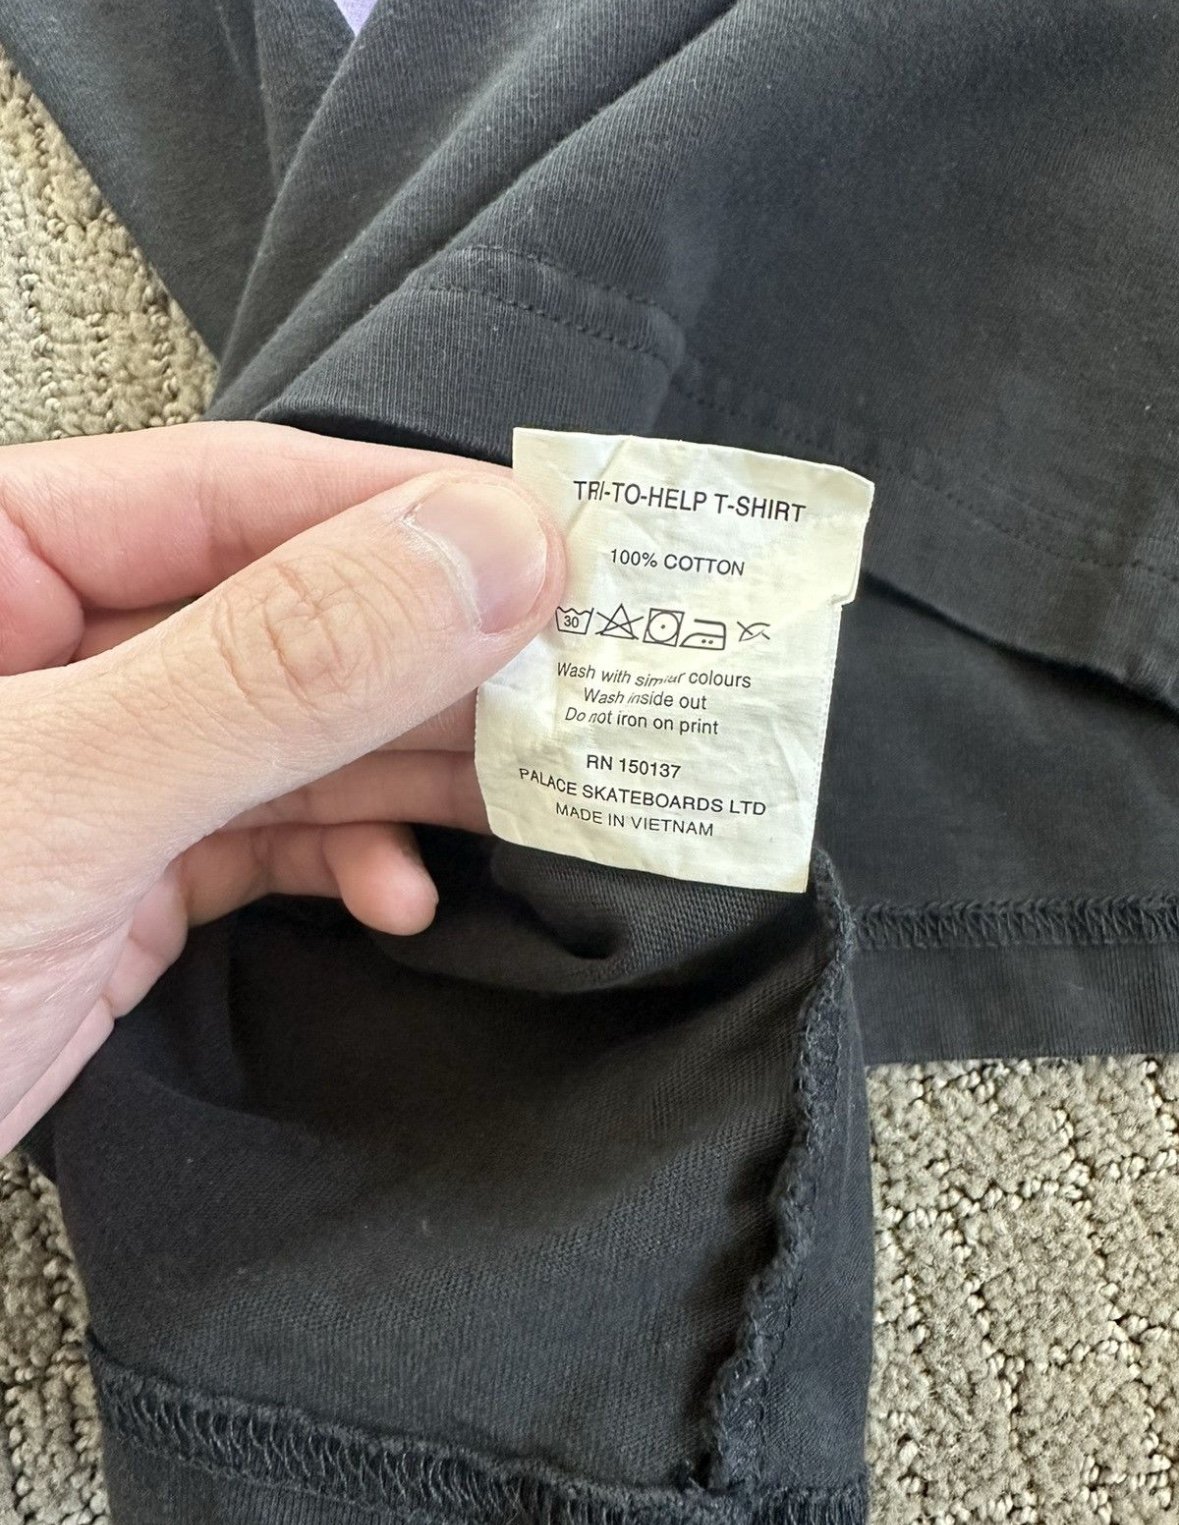 TRI-TO-HELP T-SHIRT
100% COTTON
30
Wash with similar colours
Wash inside out
Do not iron on print
RN 150137
PALACE SKATEBOARDS LTD
MADE IN VIETNAM